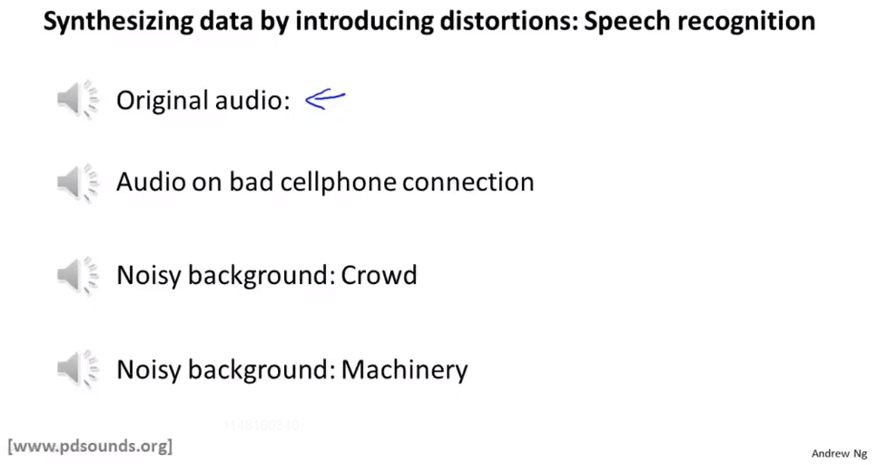 Synthesizing data by introducing distortions: Speech recognition
Original audio:
Audio on bad cellphone connection
Noisy background: Crowd
Noisy background: Machinery
[www.pdsounds.org]
Andrew Ng